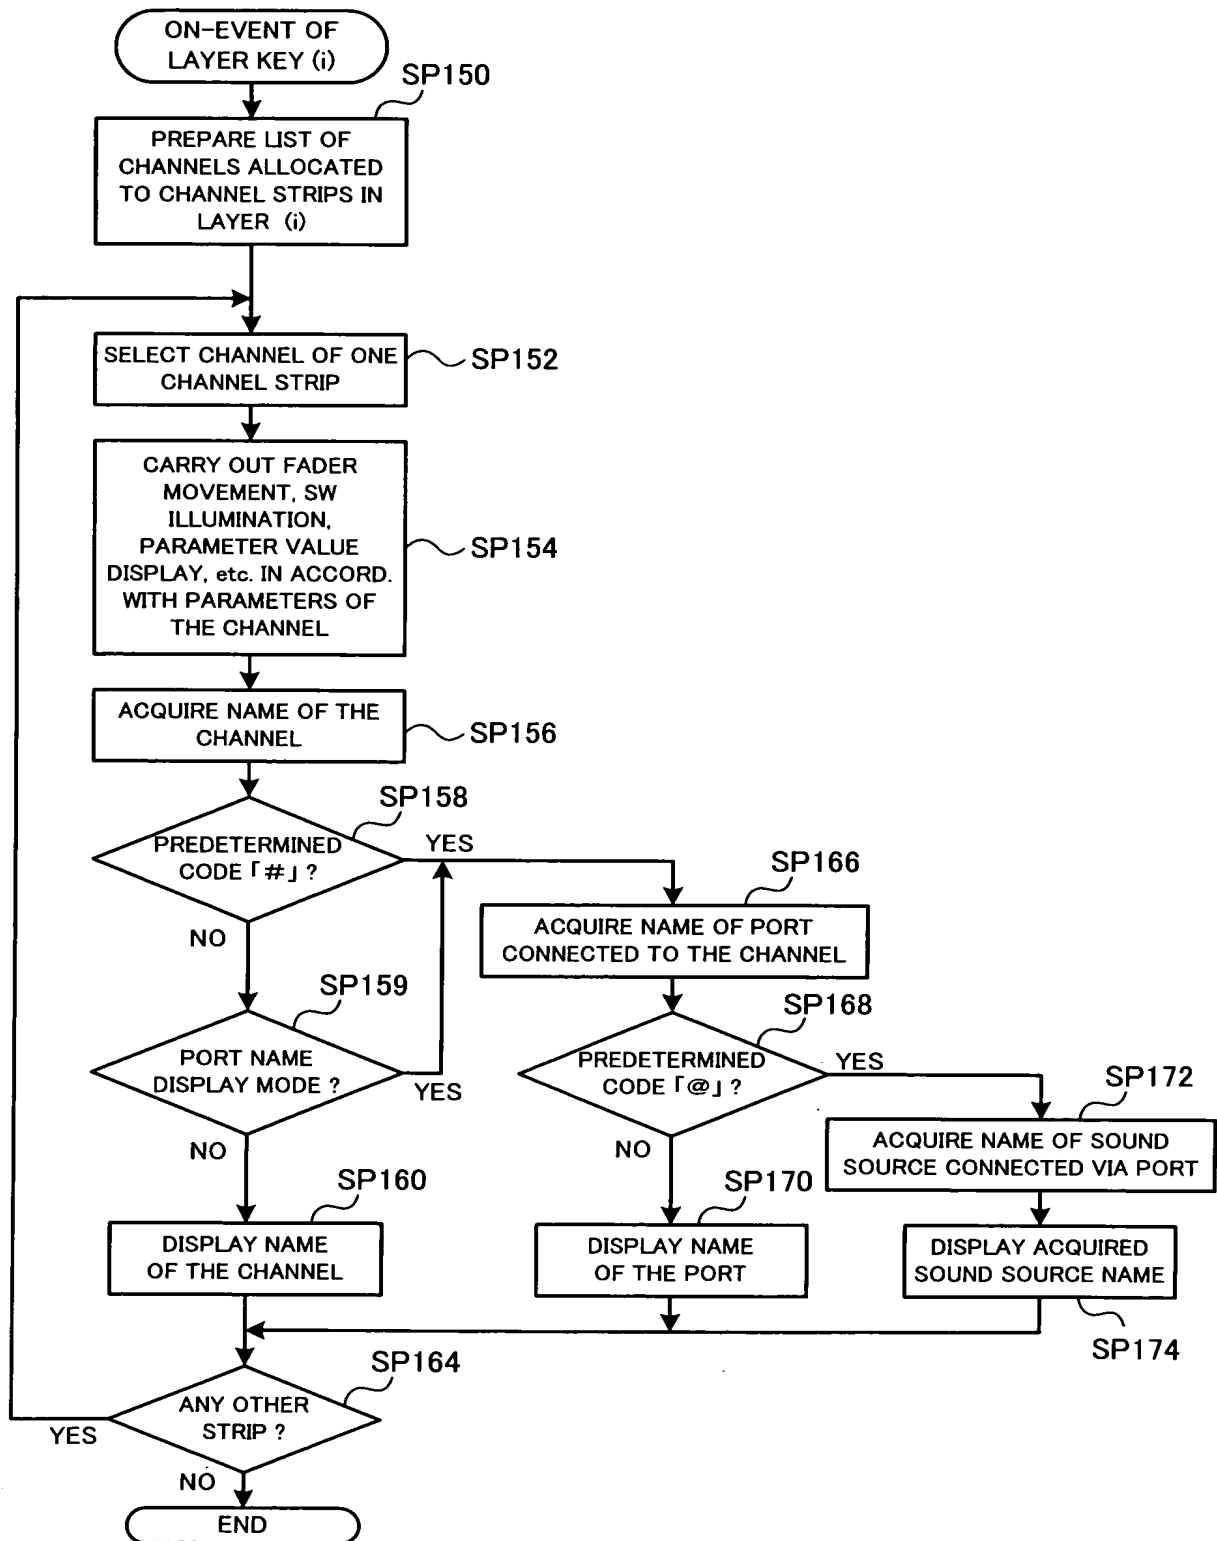 ON-EVENT OF
LAYER KEY (i)
SP150
PREPARE LIST OF
CHANNELS ALLOCATED
TO CHANNEL STRIPS IN
LAYER (i)
SELECT CHANNEL OF ONE
CHANNEL STRIP
SP152
CARRY OUT FADER
MOVEMENT, SW
ILLUMINATION,
PARAMETER VALUE
DISPLAY, etc. IN ACCORD.
WITH PARAMETERS OF
THE CHANNEL
SP154
ACQUIRE NAME OF THE
CHANNEL
SP156
SP158
PREDETERMINED
CODE「#」?
YES
NO
SP166
ACQUIRE NAME OF PORT
CONNECTED TO THE CHANNEL
SP159
PORT NAME
DISPLAY MODE ?
YES
NO
SP168
PREDETERMINED
CODE「@」?
YES
NO
SP172
ACQUIRE NAME OF SOUND
SOURCE CONNECTED VIA PORT
SP160
DISPLAY NAME
OF THE CHANNEL
SP170
DISPLAY NAME
OF THE PORT
DISPLAY ACQUIRED
SOUND SOURCE NAME
SP174
SP164
ANY OTHER
STRIP ?
YES
NO
END